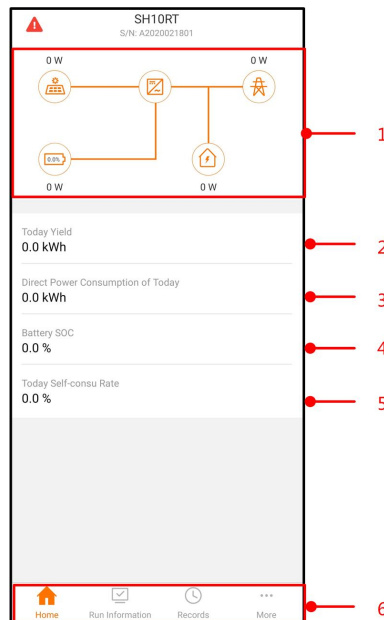 SH10RT
S/N: A2020021801
0 W
0 W
0.0%
0 W
0 W
1
Today Yield
0.0 kWh
2
Direct Power Consumption of Today
0.0 kWh
3
Battery SOC
0.0 %
4
Today Self-consu Rate
0.0 %
5
Home
Run Information
Records
More
6